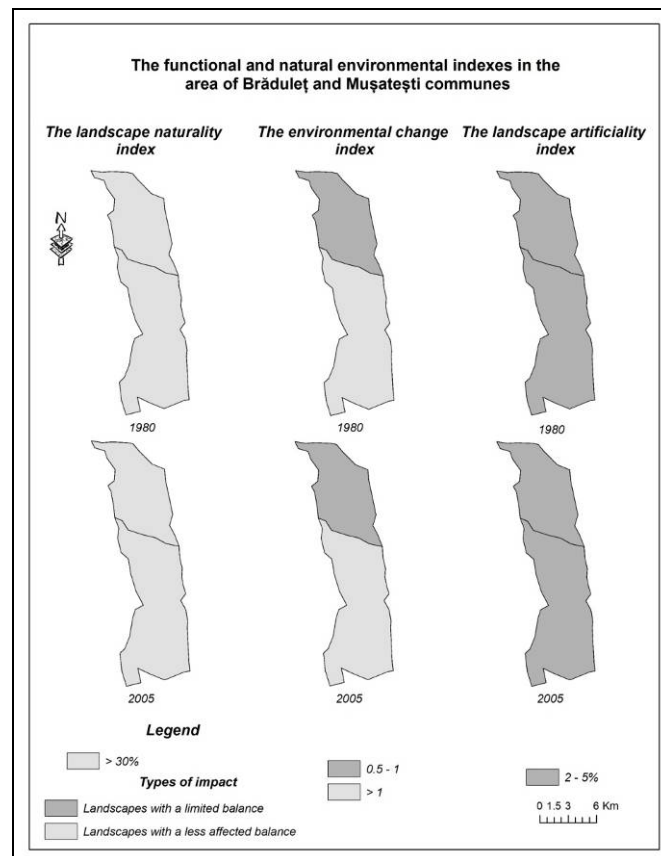 The functional and natural environmental indexes in the
area of Brăduleț and Mușatești communes
The landscape naturality
index
The environmental change
index
The landscape artificiality
index
N
1980
1980
1980
2005
2005
2005
Legend
> 30%
0.5 - 1
> 1
2 - 5%
Types of impact
Landscapes with a limited balance
Landscapes with a less affected balance
0 1.5 3 6 Km